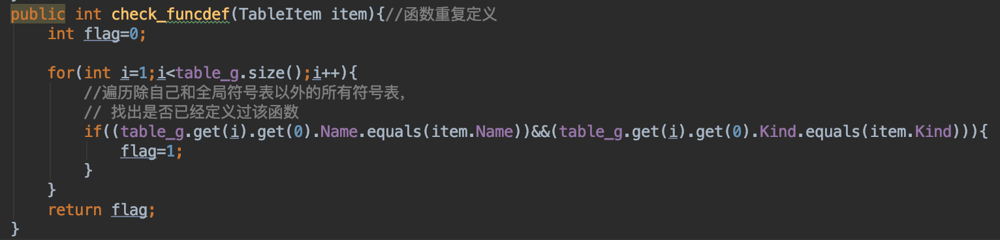 public int check_funcdef(TableItem item){//函数重复定义
    int flag=0;
    for(int i=1;i<table_g.size();i++){
        //遍历除自己和全局符号表以外的所有符号表,
        // 找出是否已经定义过该函数
        if((table_g.get(i).get(0).Name.equals(item.Name))&&(table_g.get(i).get(0).Kind.equals(item.Kind))){
            flag=1;
        }
    }
    return flag;
}